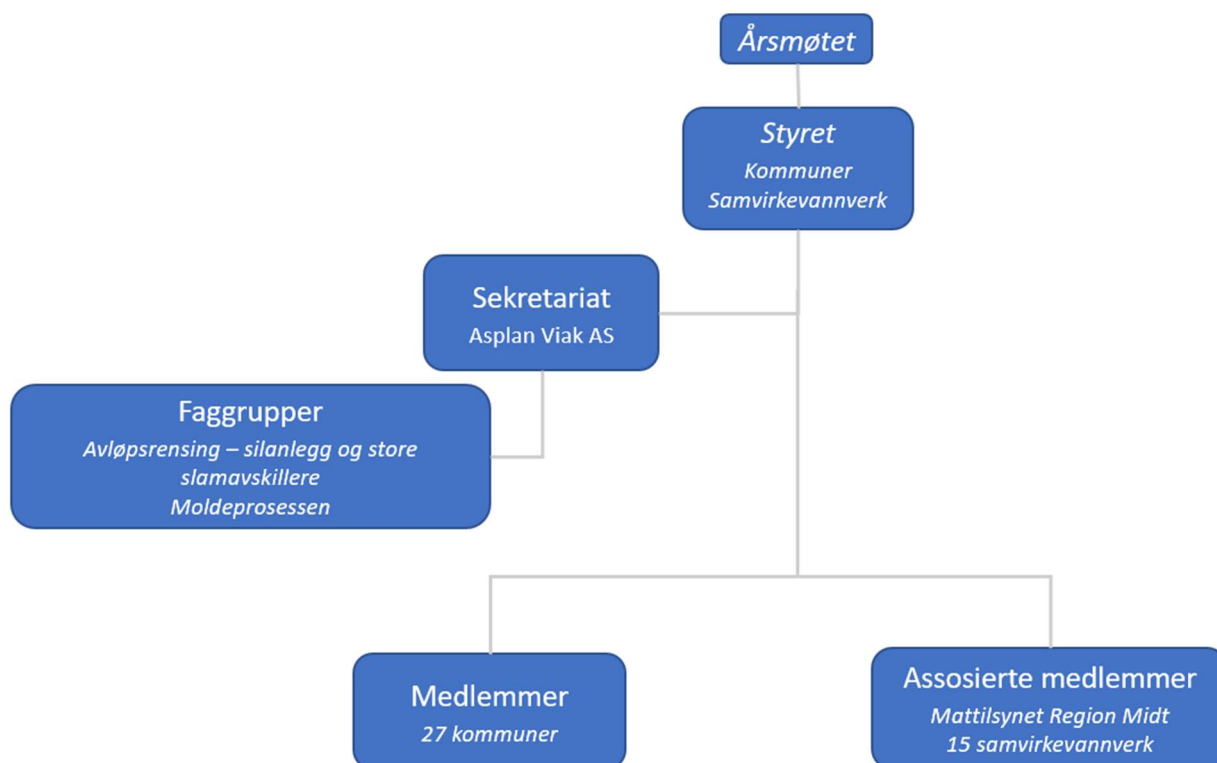 Årsmøtet
Styret
Kommuner
Samvirkevannverk
Sekretariat
Asplan Viak AS
Faggrupper
Avløpsrensing – silanlegg og store
slamavskillere
Moldeprosessen
Medlemmer
27 kommuner
Assosierte medlemmer
Mattilsynet Region Midt
15 samvirkevannverk